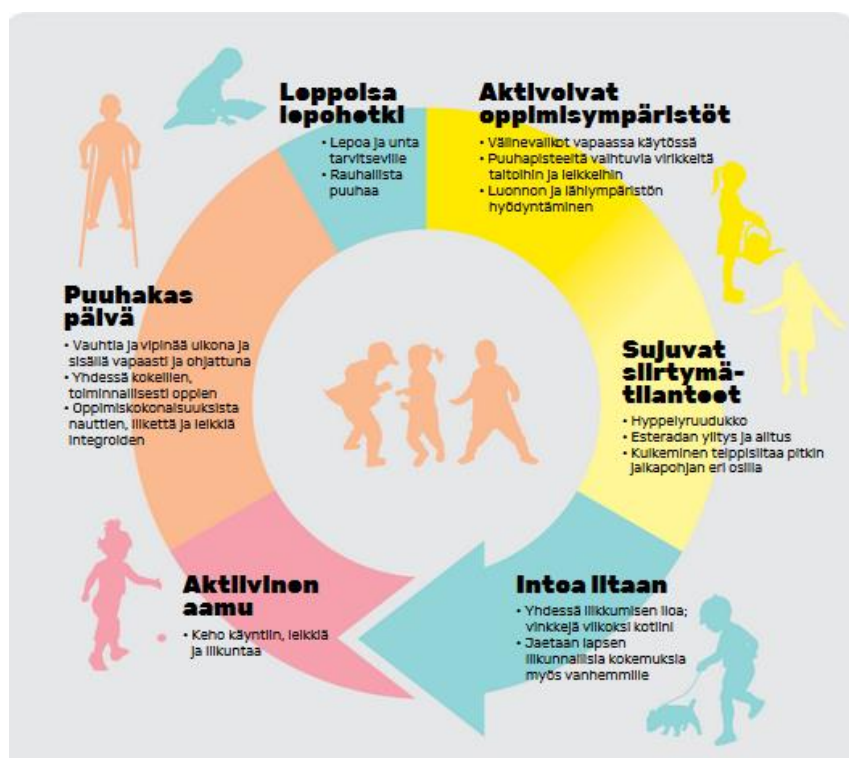 Leppoisa
lepohetki
• Lepoa ja unta
tarvitseville
• Rauhallista
puuhaa
Aktivoivat
oppimisympäristöt
• Välinevalikot vapaassa käytössä
• Puuhapisteeltä vaihtuvia virikkeitä
taitoihin ja leikkeihin
• Luonnon ja lähiympäristön
hyödyntäminen
Sujuvat
siirtymä-
tilanteet
• Hyppelyruudukko
• Esteradan ylitys ja alitus
• Kulkeminen teippisiltaa pitkin
jalkapohjan eri osilla
Intoa iltaan
• Yhdessä liikkumisen iloa;
vinkkejä viikoksi kotiini
• Jaetaan lapsen
liikunnallisia kokemuksia
myös vanhemmille
Aktiivinen
aamu
• Keho käyntiin, leikkiä
ja liikuntaa
Puuhakas
päivä
• Vauhtia ja vipinää ulkona ja
sisällä vapaasti ja ohjattuna
• Yhdessä kokeillen,
toiminnallisesti oppien
• Oppimiskokonaisuuksista
nauttien, liikettä ja leikkiä
integroiden